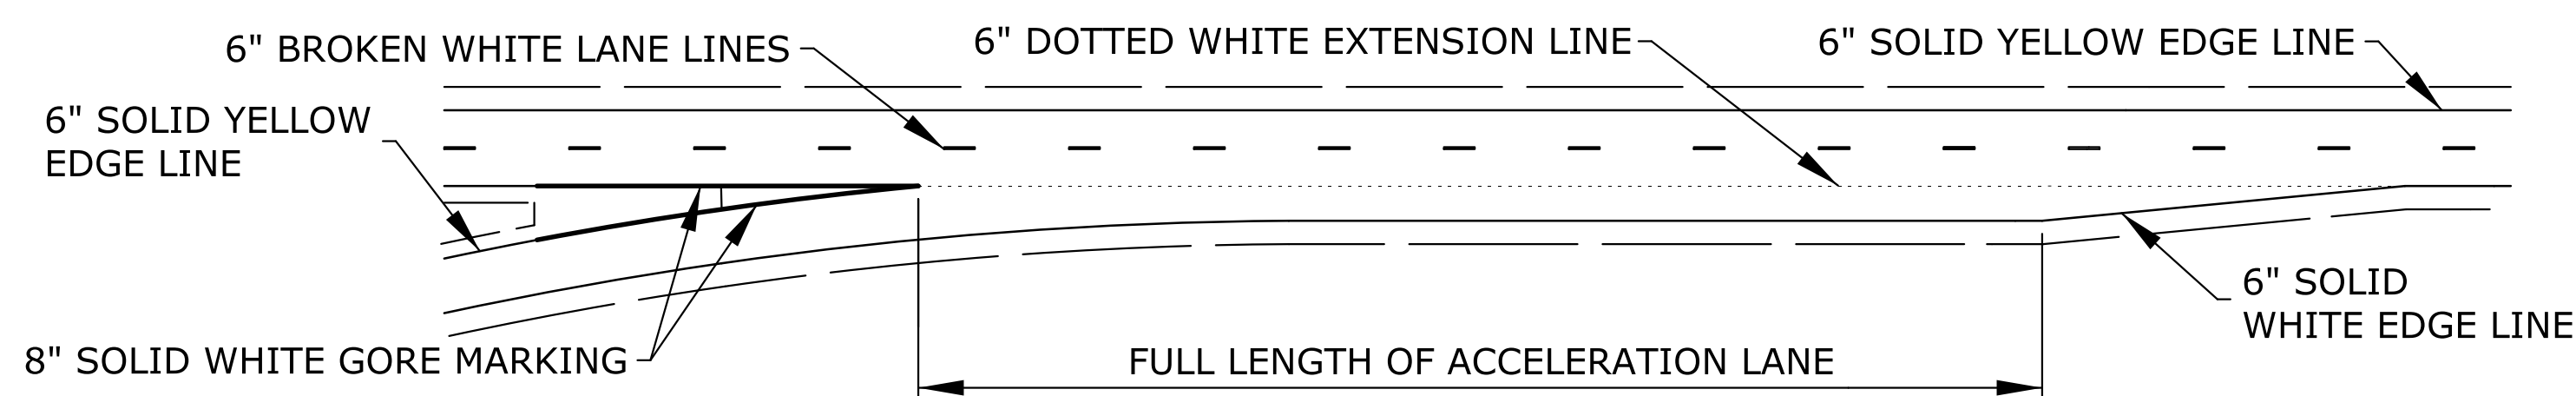 6" BROKEN WHITE LANE LINES
6" DOTTED WHITE EXTENSION LINE
6" SOLID YELLOW EDGE LINE
6" SOLID YELLOW
EDGE LINE
6" SOLID
WHITE EDGE LINE
8" SOLID WHITE GORE MARKING
FULL LENGTH OF ACCELERATION LANE